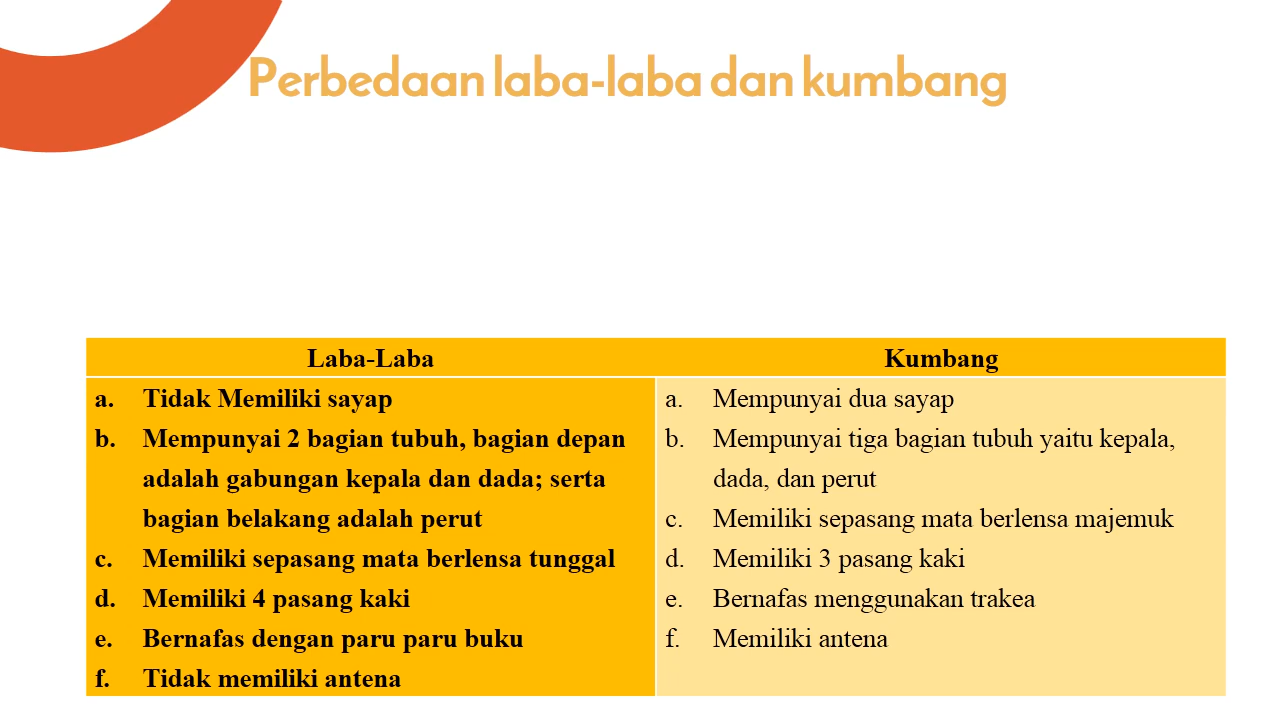 Perbedaan laba-laba dan kumbang
Laba-Laba
Kumbang
a. Tidak Memiliki sayap
b. Mempunyai 2 bagian tubuh, bagian depan
adalah gabungan kepala dan dada; serta
bagian belakang adalah perut
c. Memiliki sepasang mata berlensa tunggal
d. Memiliki 4 pasang kaki
e. Bernafas dengan paru paru buku
f. Tidak memiliki antena
a. Mempunyai dua sayap
b. Mempunyai tiga bagian tubuh yaitu kepala,
dada, dan perut
c. Memiliki sepasang mata berlensa majemuk
d. Memiliki 3 pasang kaki
e. Bernafas menggunakan trakea
f. Memiliki antena